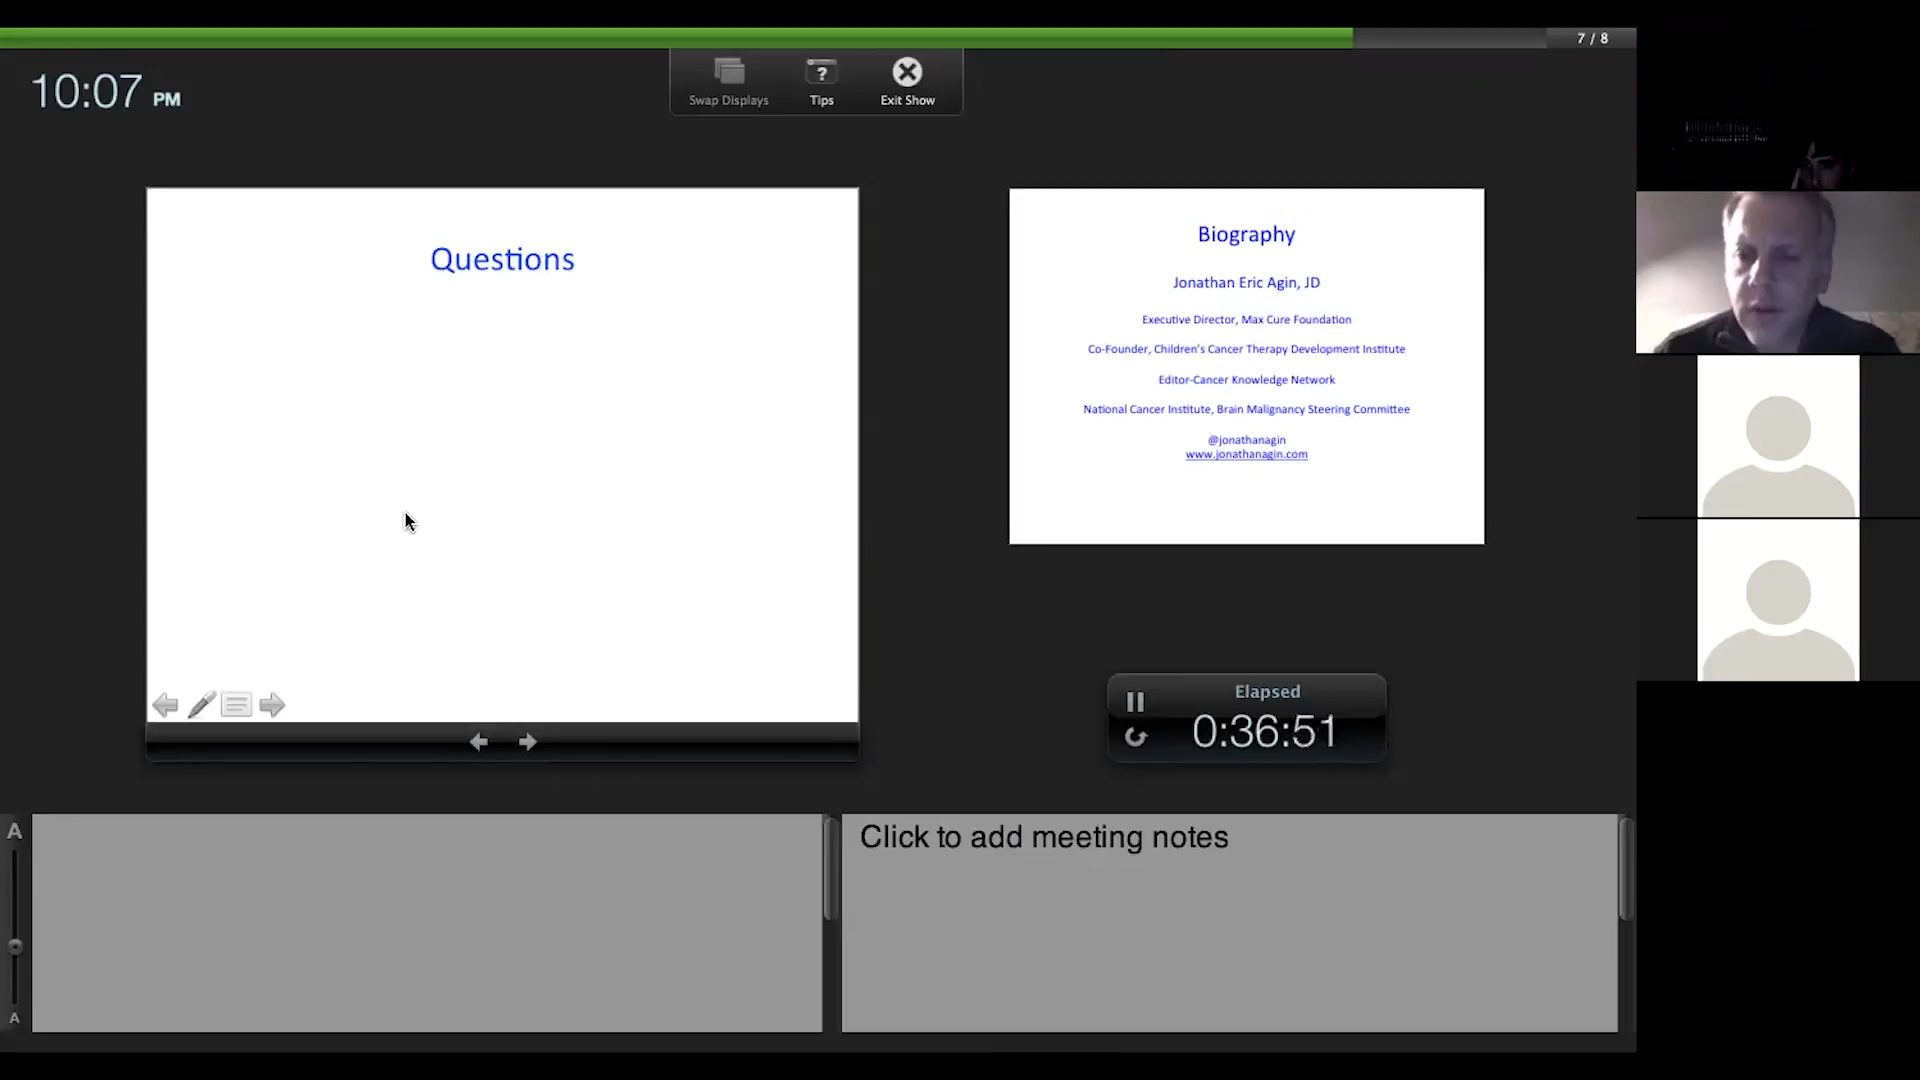 7 / 8
10:07 PM
Swap Displays
Tips
Exit Show
Questions
Biography
Jonathan Eric Agin, JD
Executive Director, Max Cure Foundation
Co-Founder, Children's Cancer Therapy Development Institute
Editor-Cancer Knowledge Network
National Cancer Institute, Brain Malignancy Steering Committee
@jonathanagin
www.jonathanagin.com
Elapsed
0:36:51
A
Click to add meeting notes
A